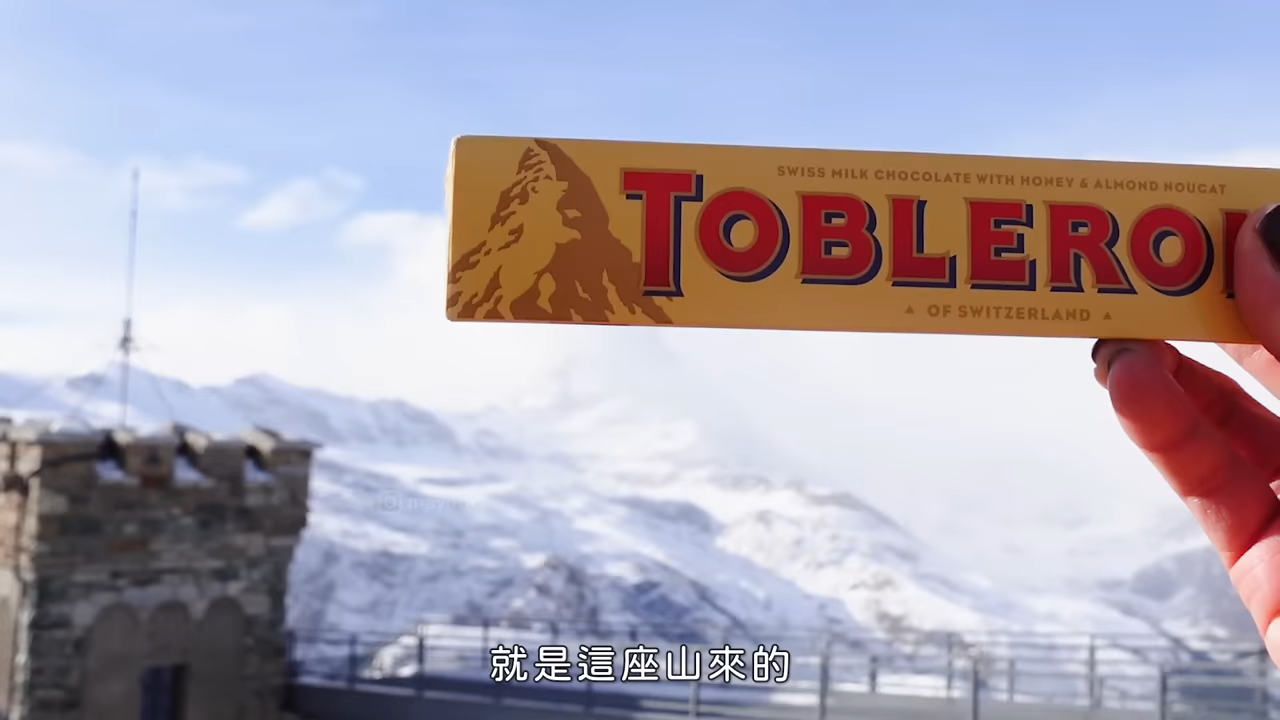 SWISS MILK CHOCOLATE WITH HONEY & ALMOND NOUGAT
TOBLERO
OF SWITZERLAND
就是這座山來的